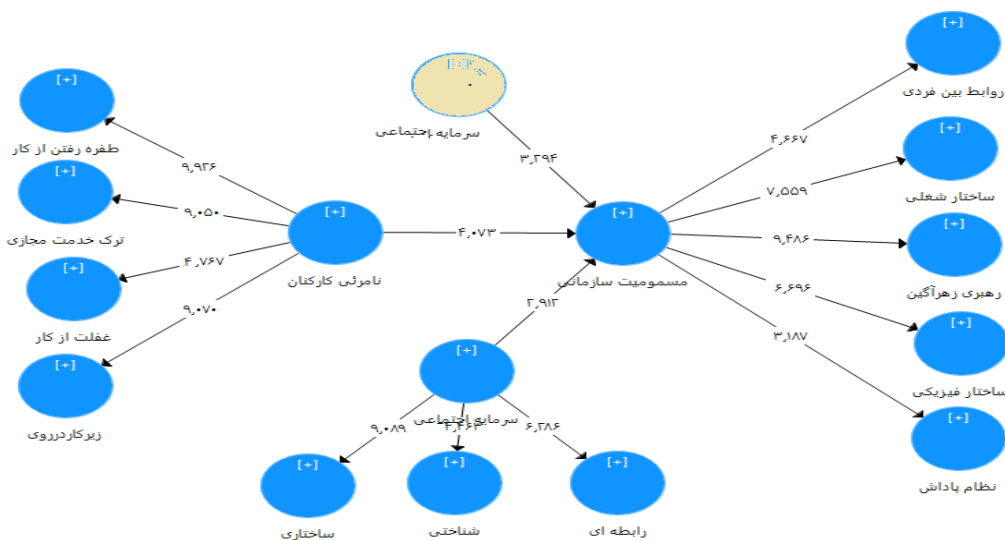 [+]
روابط بین فردی
[+]
طفره رفتن از کار
سرمایه اجتماعی
۴٫۶۶۷
[+]
ساختار شغلی
۳٫۲۹۴
۷٫۵۵۹
۹٫۹۲۶
[+]
ترک خدمت مجازی
۹٫۰۵۰
[+]
نامرئی کارکنان
۴٫۰۷۳
[+]
مسمومیت سازمانی
۹٫۴۸۶
[+]
رهبری زهرآگین
۴٫۷۶۷
[+]
غفلت از کار
۶٫۶۹۶
۹٫۰۷۰
۲٫۹۱۲
۳٫۱۸۷
[+]
ساختار فیزیکی
[+]
زیرکاردرروی
[+]
سرمایه اجتماعی
۹٫۰۸۹
۶٫۲۸۶
[+]
نظام پاداش
[+]
ساختاری
[+]
شناختی
[+]
رابطه ای